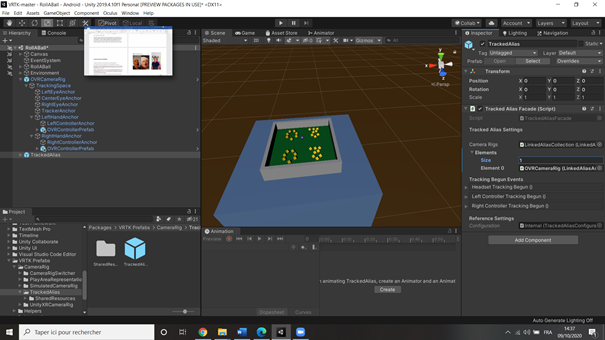 VRTK-master - RollABall - Android - Unity 2019.4.10f1 Personal [PREVIEW PACKAGES IN USE]* <DX11>
File Edit Assets GameObject Component Oculus Window Help
Pivot Local Collab Account Layers Layout
Hierarchy Console
RollABall*
Canvas
EventSystem
RollABall
Environment
OVRCameraRig
TrackingSpace
LeftEyeAnchor
CenterEyeAnchor
RightEyeAnchor
TrackerAnchor
LeftHandAnchor
LeftControllerAnchor
OVRControllerPrefab
RightHandAnchor
RightControllerAnchor
OVRControllerPrefab
TrackedAlias
Scene Game Asset Store Animator
Shaded 2D Gizmos All
Persp
Project
TextMesh Pro
Timeline
Unity Collaborate
Unity UI
Visual Studio Code Editor
VRTK Prefabs
CameraRig
CameraRigSwitcher
PlayAreaRepresentatio
SimulatedCameraRig
TrackedAlias
SharedResources
UnityXRCameraRig
Helpers
Packages > VRTK Prefabs > CameraRig > Track
SharedRes...
TrackedAli...
Animation
Preview
n animating TrackedAlias, create an Animator and an Animat
Create
Dopesheet Curves
Inspector Lighting Navigation
TrackedAlias Static
Tag Untagged Layer Default
Prefab Open Select Overrides
Transform
Position X 0 Y 0 Z 0
Rotation X 0 Y 0 Z 0
Scale X 1 Y 1 Z 1
Tracked Alias Facade (Script)
Script TrackedAliasFacade
Tracked Alias Settings
Camera Rigs LinkedAliasCollection (LinkedAlias
Elements
Size 1
Element 0 OVRCameraRig (LinkedAliasAs
Tracking Begun Events
Headset Tracking Begun ()
Left Controller Tracking Begun ()
Right Controller Tracking Begun ()
Reference Settings
Configuration Internal (TrackedAliasConfigura
Add Component
Auto Generate Lighting Off
Taper ici pour rechercher
FRA
14:37
09/10/2020